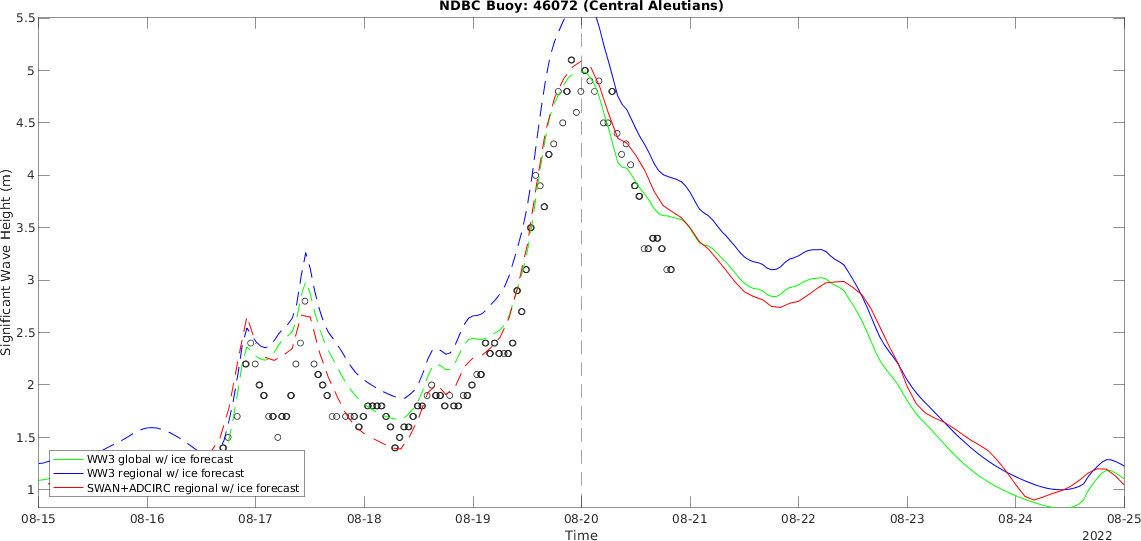 NDBC Buoy: 46072 (Central Aleutians)
5.5
5
4.5
4
3.5
3
2.5
2
1.5
1
Significant Wave Height (m)
WW3 global w/ ice forecast
WW3 regional w/ ice forecast
SWAN+ADCIRC regional w/ ice forecast
08-15 08-16 08-17 08-18 08-19 08-20 08-21 08-22 08-23 08-24 08-25
Time
2022